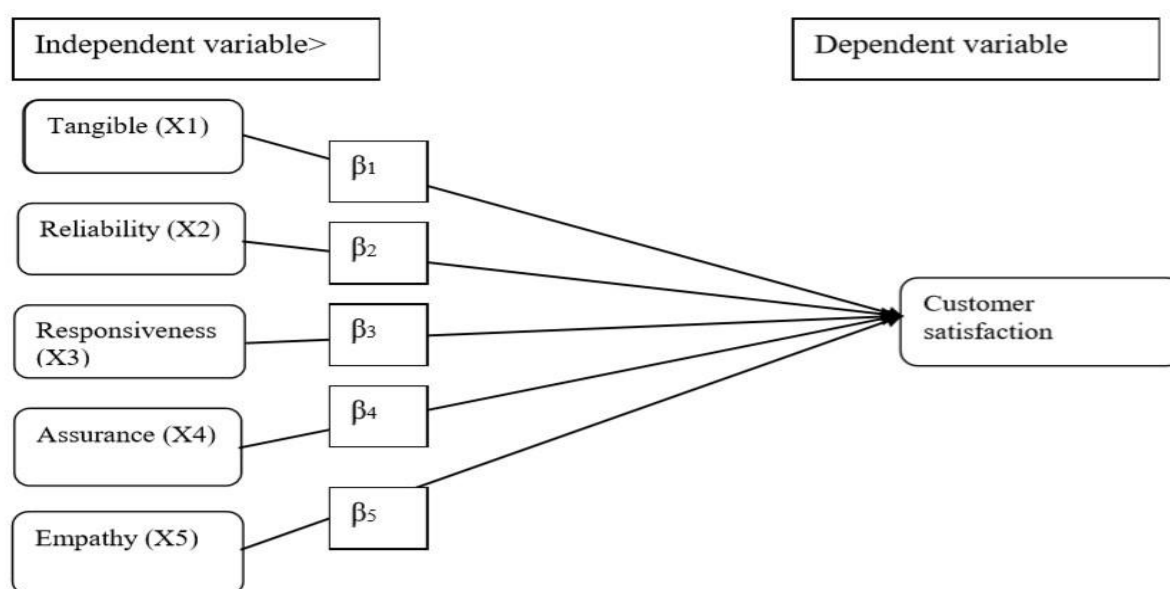 Independent variable>
Dependent variable
Tangible (X1)
β1
Reliability (X2)
β2
Responsiveness
(X3)
β3
Customer
satisfaction
Assurance (X4)
β4
Empathy (X5)
β5